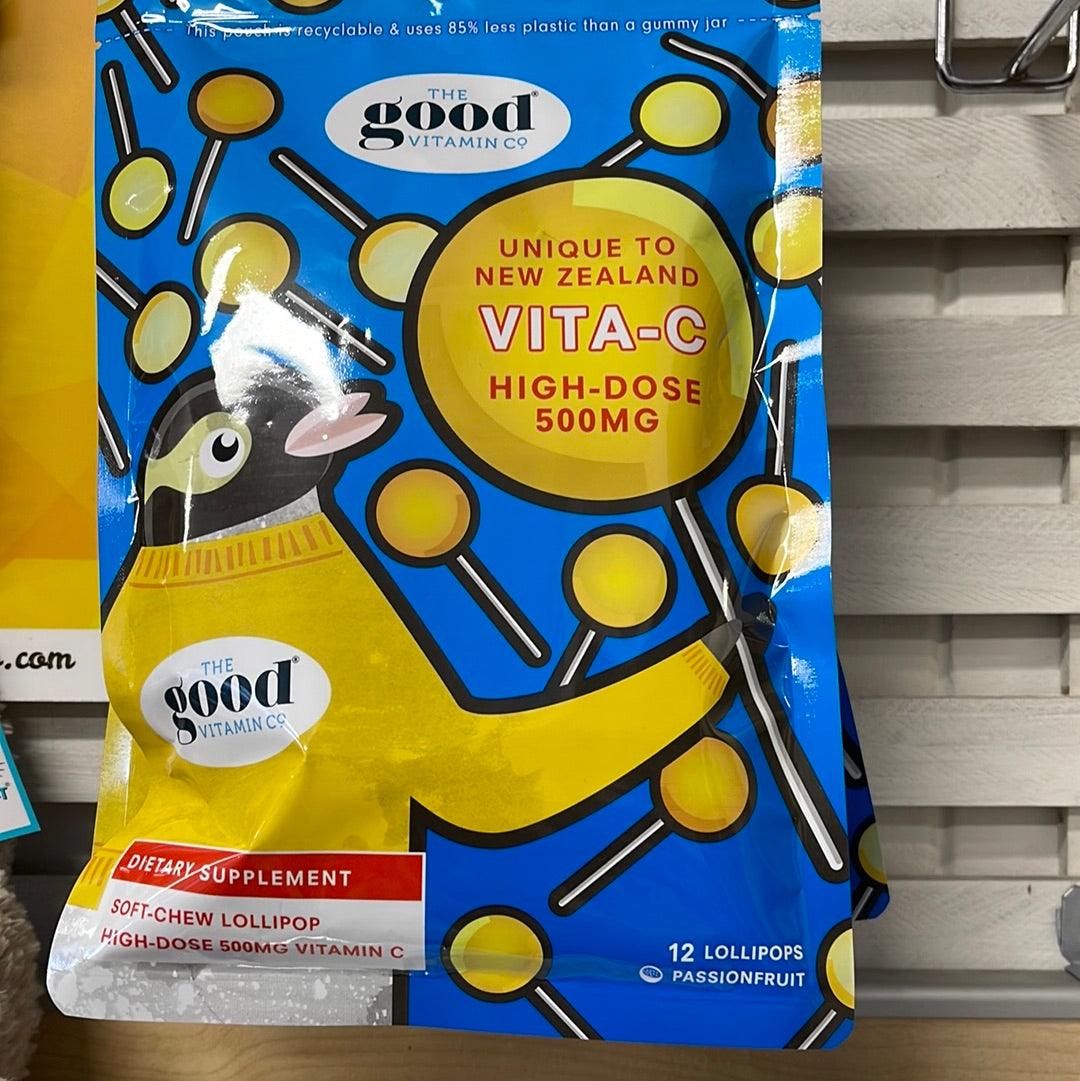 This pouch is recyclable & uses 85% less plastic than a gummy jar
THE
good®
VITAMIN CO
UNIQUE TO
NEW ZEALAND
VITA-C
HIGH-DOSE
500MG
THE
good®
VITAMIN CO
DIETARY SUPPLEMENT
SOFT-CHEW LOLLIPOP
HIGH-DOSE 500MG VITAMIN C
12 LOLLIPOPS
PASSIONFRUIT
.com